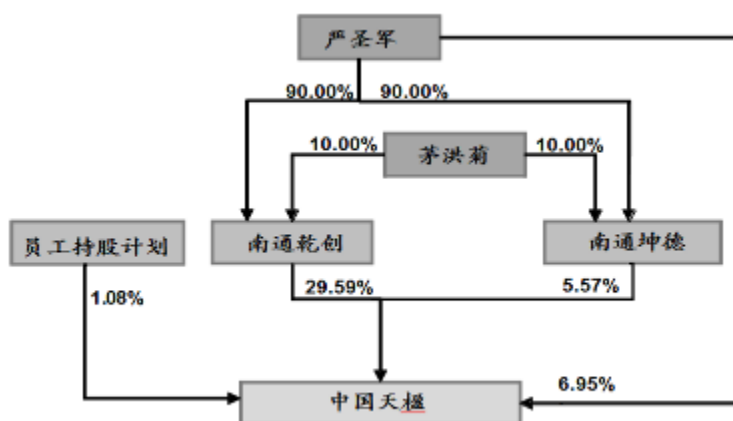 严圣军
90.00%
90.00%
10.00%
茅洪菊
10.00%
员工持股计划
南通乾创
南通坤德
1.08%
29.59%
5.57%
6.95%
中国天楹